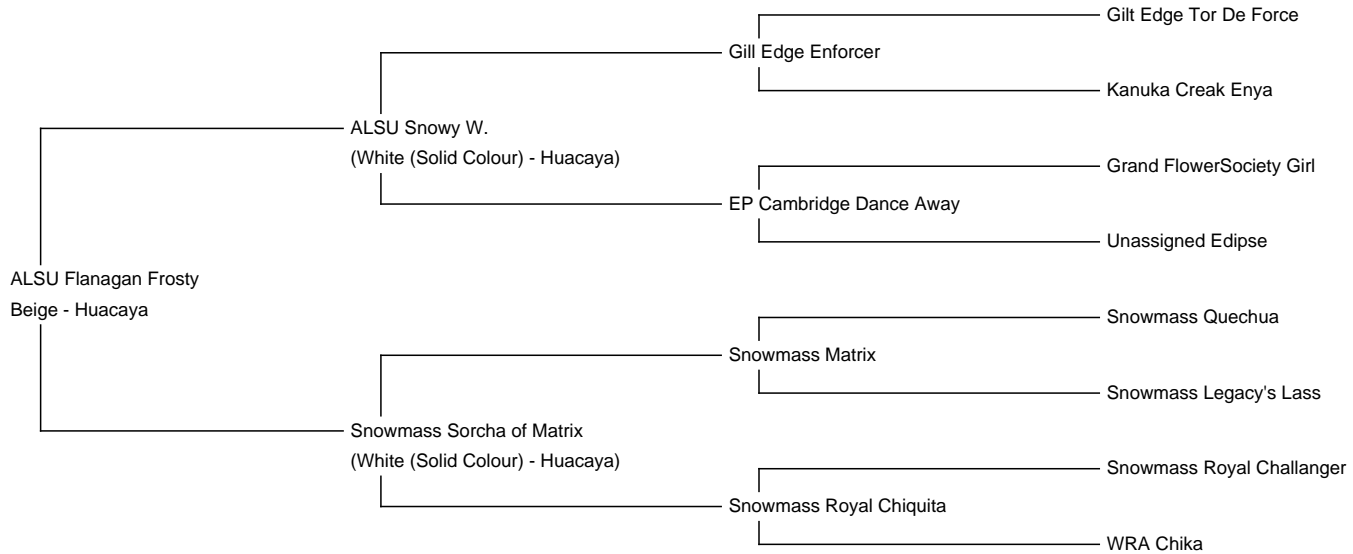 Gilt Edge Tor De Force
Gill Edge Enforcer
Kanuka Creak Enya
ALSU Snowy W.
(White (Solid Colour) - Huacaya)
Grand FlowerSociety Girl
EP Cambridge Dance Away
Unassigned Edipse
ALSU Flanagan Frosty
Beige - Huacaya
Snowmass Quechua
Snowmass Matrix
Snowmass Legacy's Lass
Snowmass Sorcha of Matrix
(White (Solid Colour) - Huacaya)
Snowmass Royal Challanger
Snowmass Royal Chiquita
WRA Chika